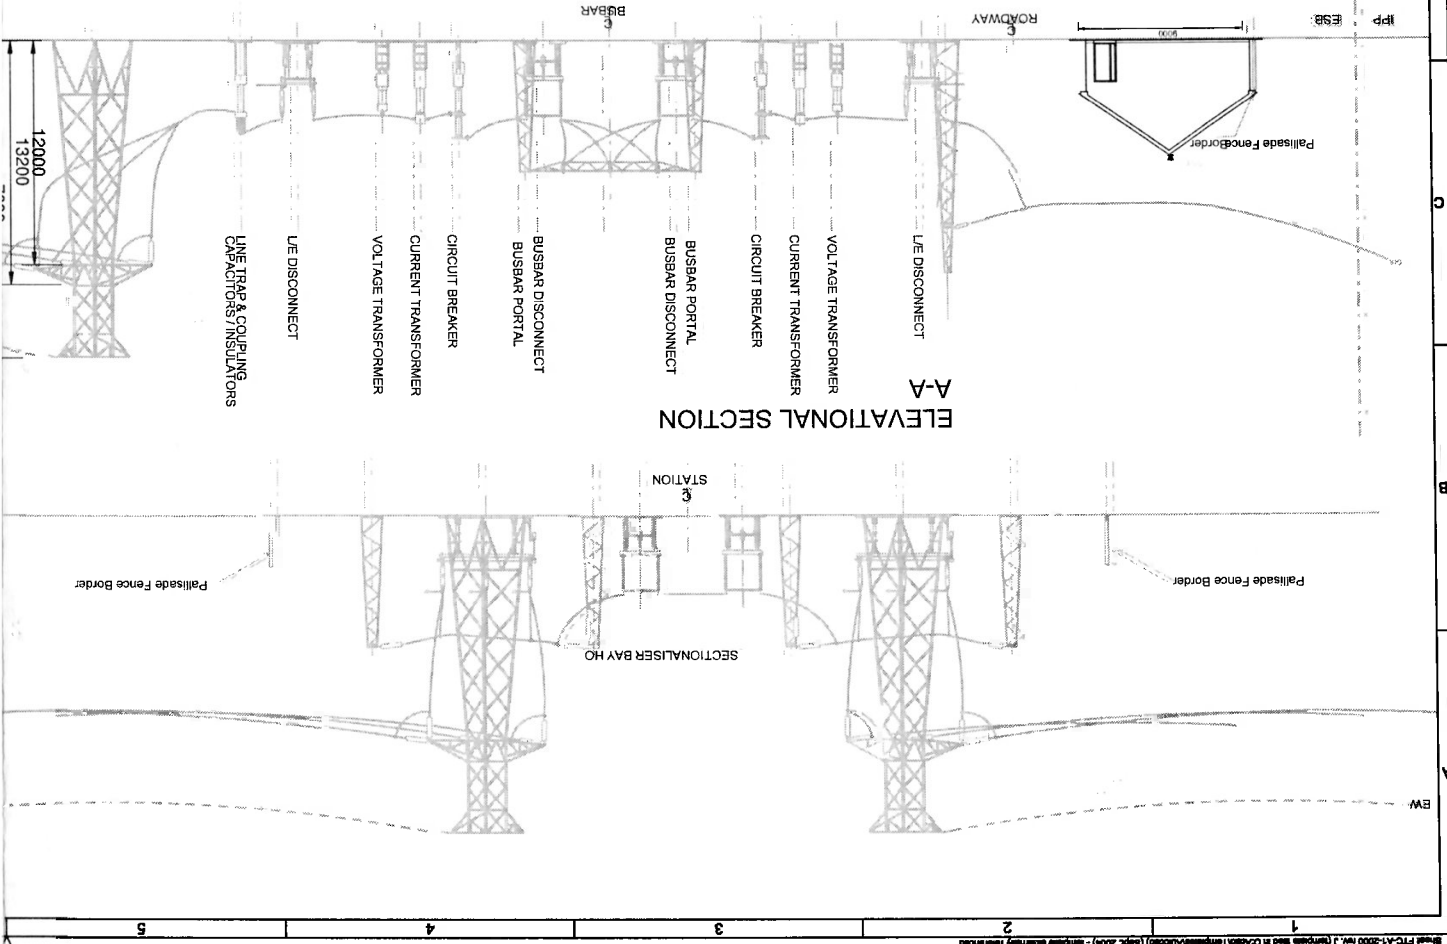 BUSBAR
℄
ROADWAY
℄
ESB
IPP
9000
Pallisade Fence Border
12000
13200
LINE TRAP & COUPLING
CAPACITORS / INSULATORS
L/E DISCONNECT
VOLTAGE TRANSFORMER
CURRENT TRANSFORMER
CIRCUIT BREAKER
BUSBAR PORTAL
BUSBAR DISCONNECT
BUSBAR DISCONNECT
BUSBAR PORTAL
CIRCUIT BREAKER
CURRENT TRANSFORMER
VOLTAGE TRANSFORMER
L/E DISCONNECT
ELEVATIONAL SECTION
A-A
C
B
A
STATION
℄
Pallisade Fence Border
Pallisade Fence Border
SECTIONALISER BAY HO
EW
5
4
3
2
1